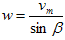 w = v_m / sin β